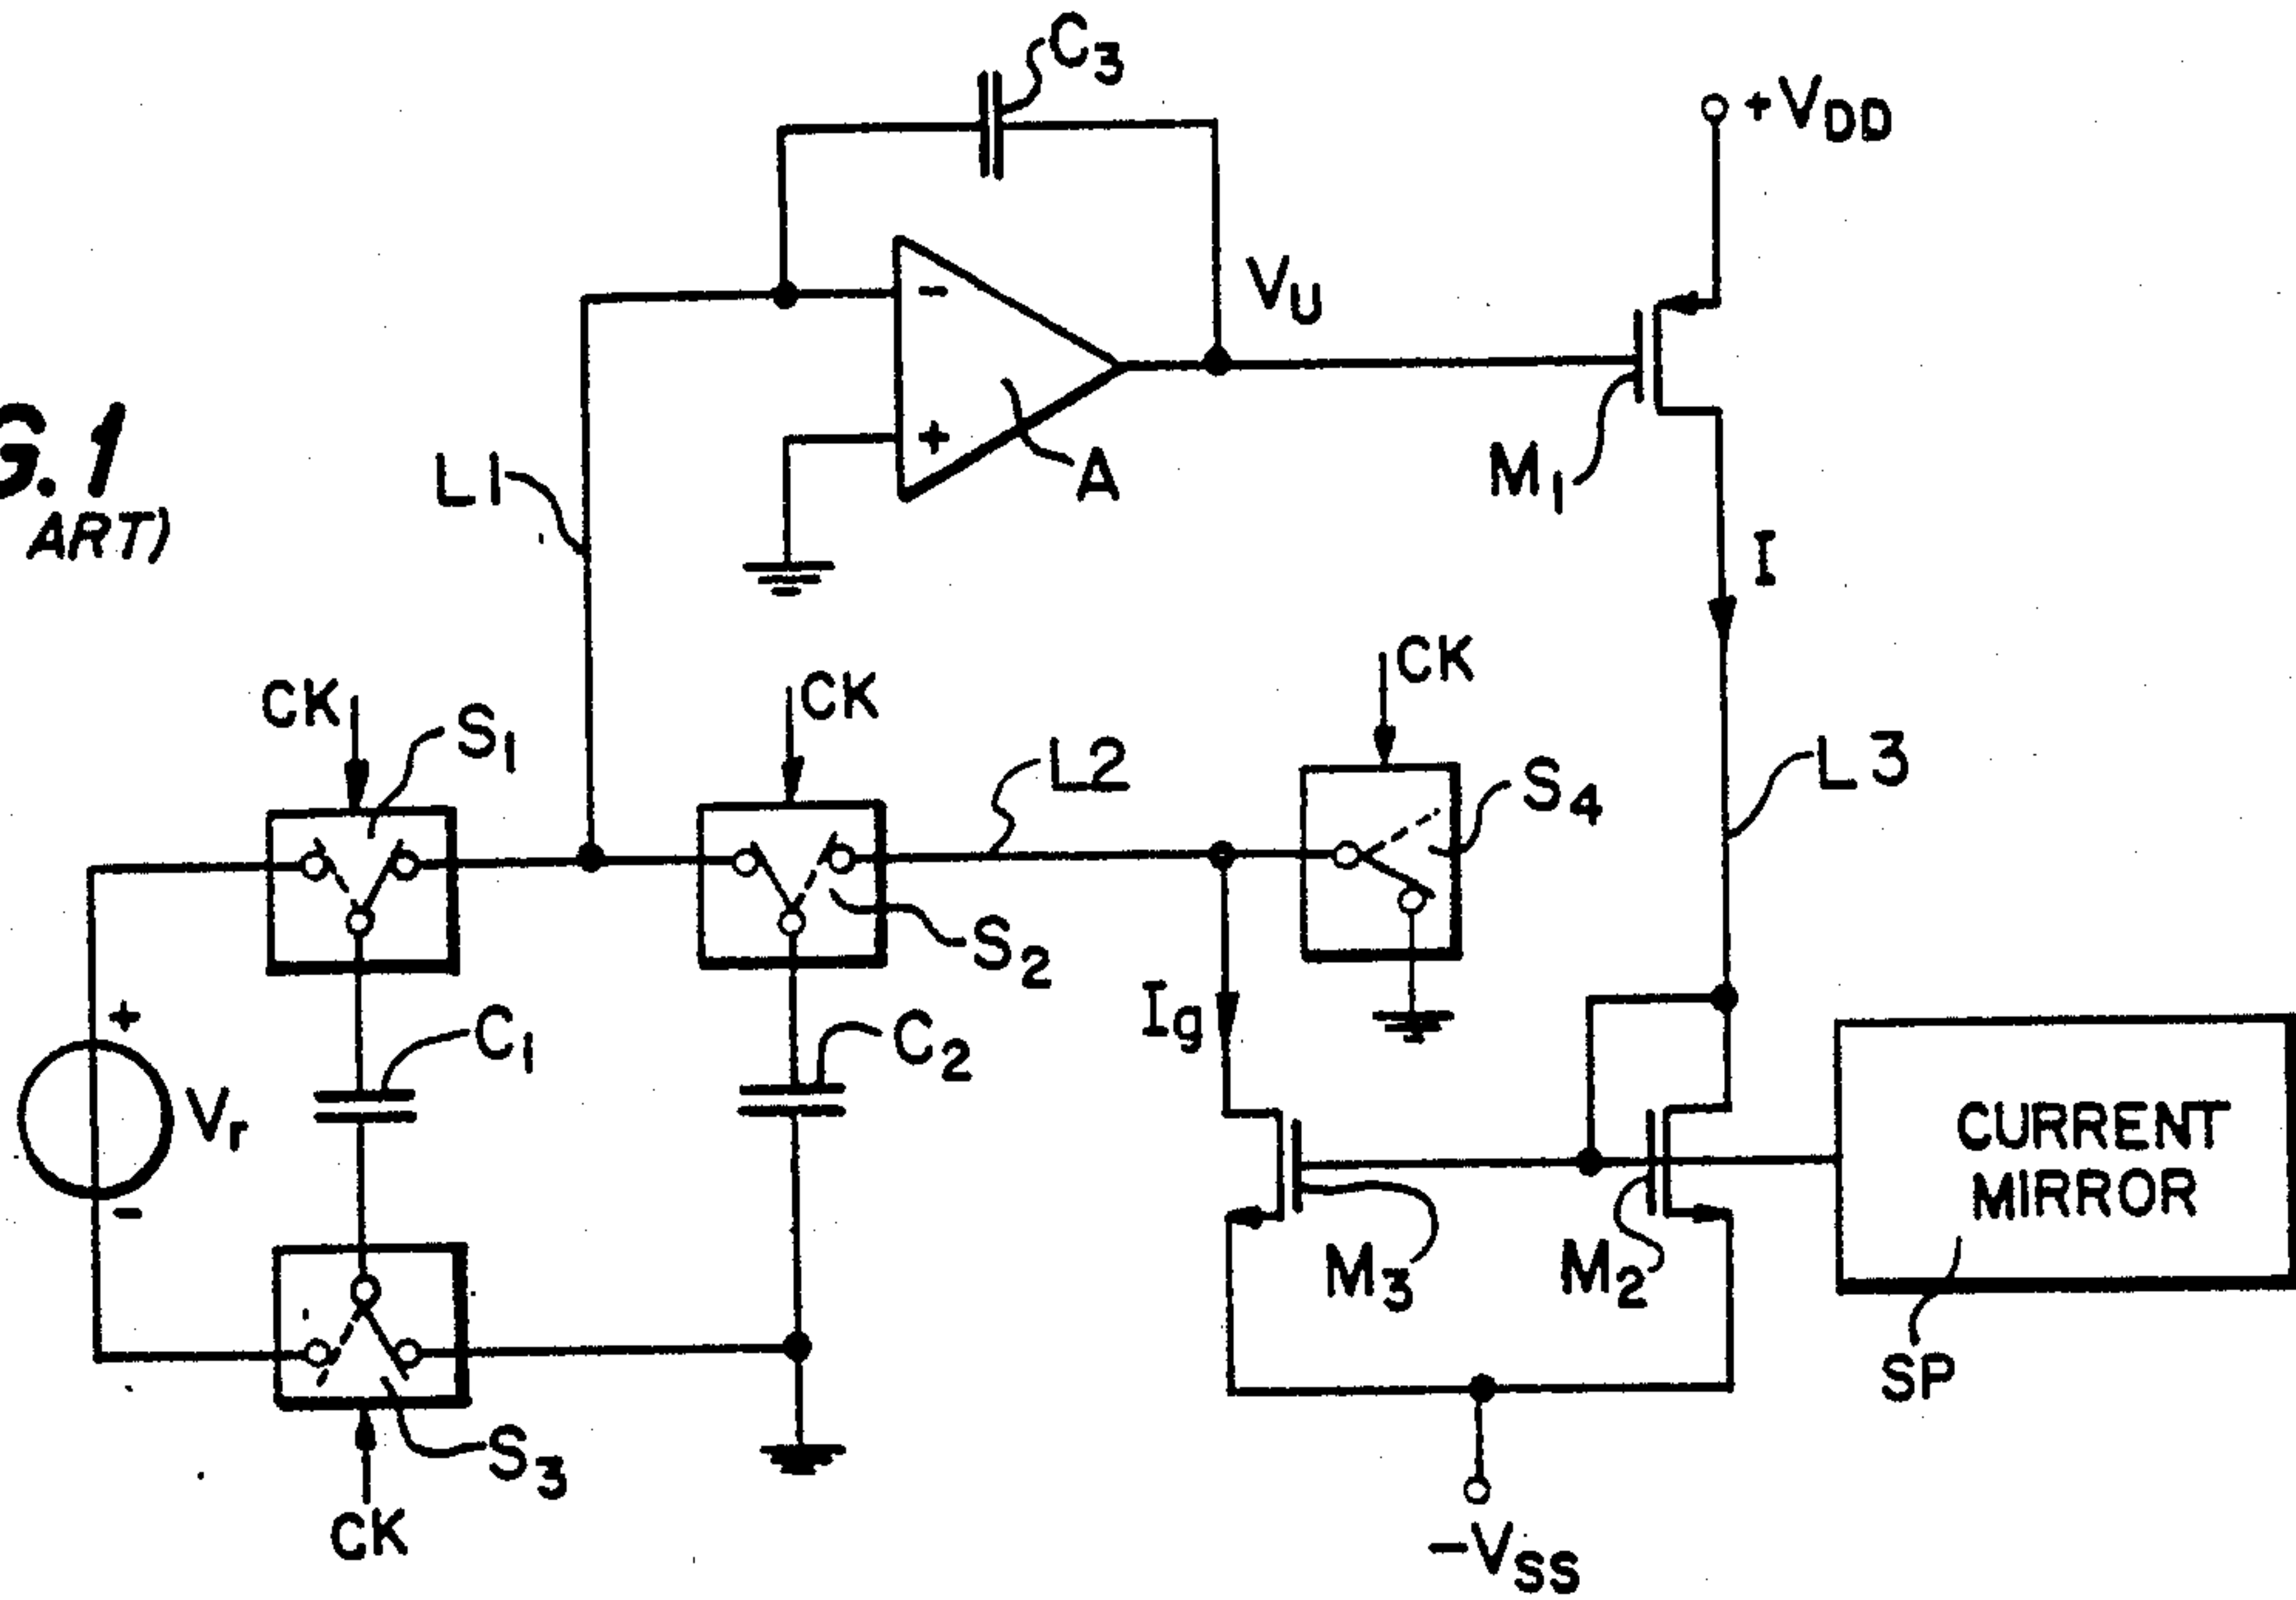 C3
+VDD
VU
-
+
A
M1
G.1
ART)
L1
I
CK
CK
CK
S1
L2
S4
L3
S2
+
Ig
C1
C2
Vr
CURRENT
MIRROR
-
M3
M2
SP
S3
CK
-VSS